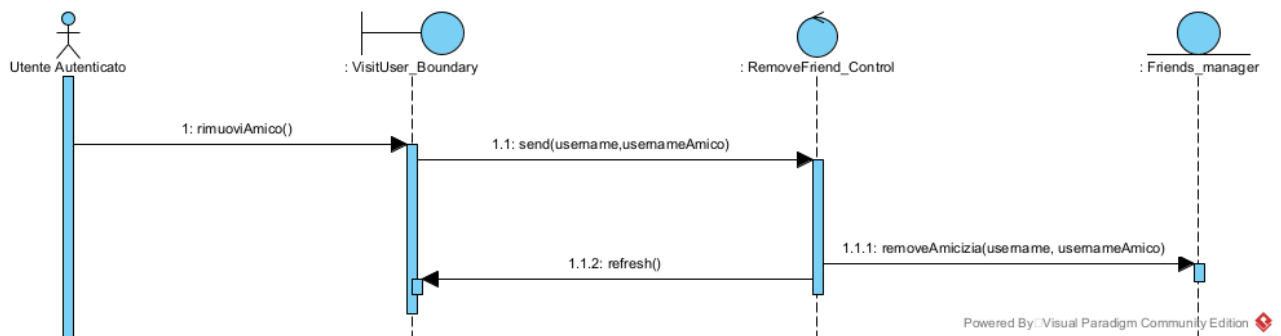 Utente Autenticato
: VisitUser_Boundary
: RemoveFriend_Control
: Friends_manager
1: rimuoviAmico()
1.1: send(username,usernameAmico)
1.1.1: removeAmicizia(username, usernameAmico)
1.1.2: refresh()
Powered By Visual Paradigm Community Edition